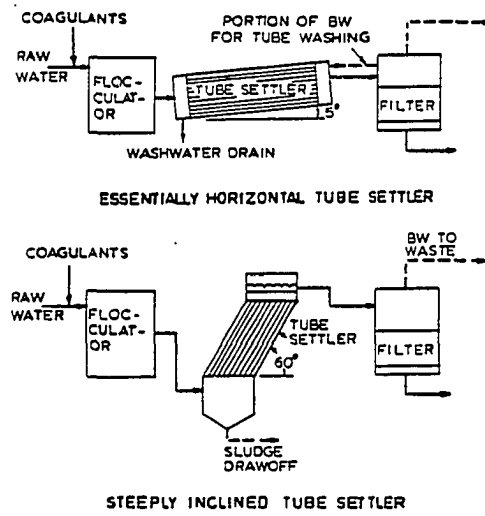 COAGULANTS
PORTION OF BW
FOR TUBE WASHING
RAW
WATER
FLOC-
CULAT-
OR
TUBE SETTLER
5°
FILTER
WASHWATER DRAIN
ESSENTIALLY HORIZONTAL TUBE SETTLER
COAGULANTS
BW TO
WASTE
RAW
WATER
FLOC-
CULAT-
OR
TUBE
SETTLER
60°
FILTER
SLUDGE
DRAWOFF
STEEPLY INCLINED TUBE SETTLER